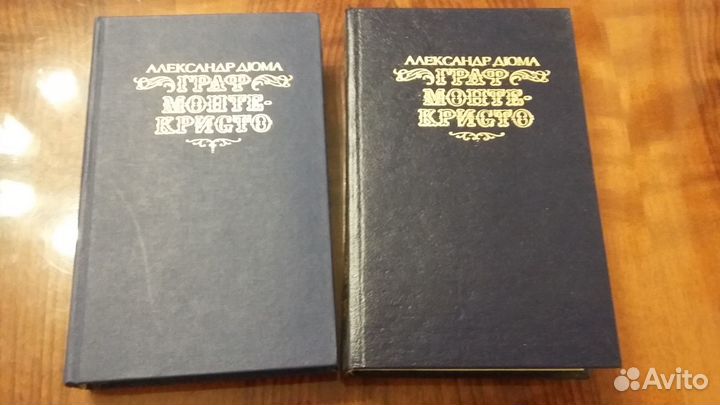 АЛЕКСАНДР ДЮМА
ГРАФ
МОНТЕ-
КРИСТО
АЛЕКСАНДР ДЮМА
ГРАФ
МОНТЕ-
КРИСТО
Avito